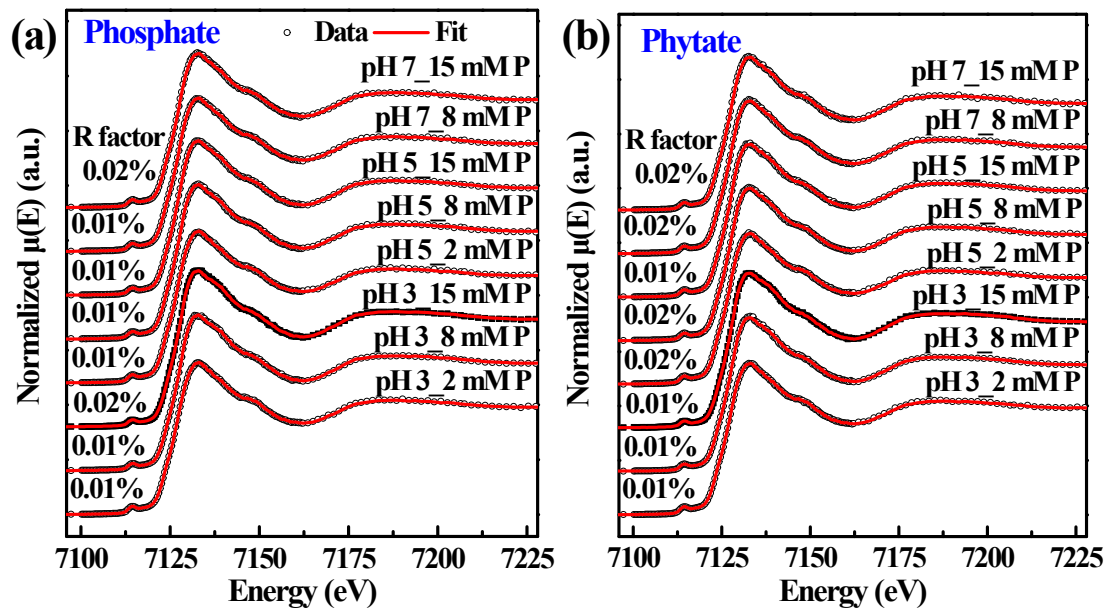 (a)
Phosphate
Data
Fit
pH 7_15 mM P
pH 7_8 mM P
pH 5_15 mM P
pH 5_8 mM P
pH 5_2 mM P
pH 3_15 mM P
pH 3_8 mM P
pH 3_2 mM P
R factor
0.02%
0.01%
0.01%
0.01%
0.01%
0.02%
0.01%
0.01%
Normalized μ(E) (a.u.)
7100 7125 7150 7175 7200 7225
Energy (eV)
(b)
Phytate
pH 7_15 mM P
pH 7_8 mM P
pH 5_15 mM P
pH 5_8 mM P
pH 5_2 mM P
pH 3_15 mM P
pH 3_8 mM P
pH 3_2 mM P
R factor
0.02%
0.02%
0.01%
0.02%
0.02%
0.01%
0.01%
0.01%
Normalized μ(E) (a.u.)
7100 7125 7150 7175 7200 7225
Energy (eV)